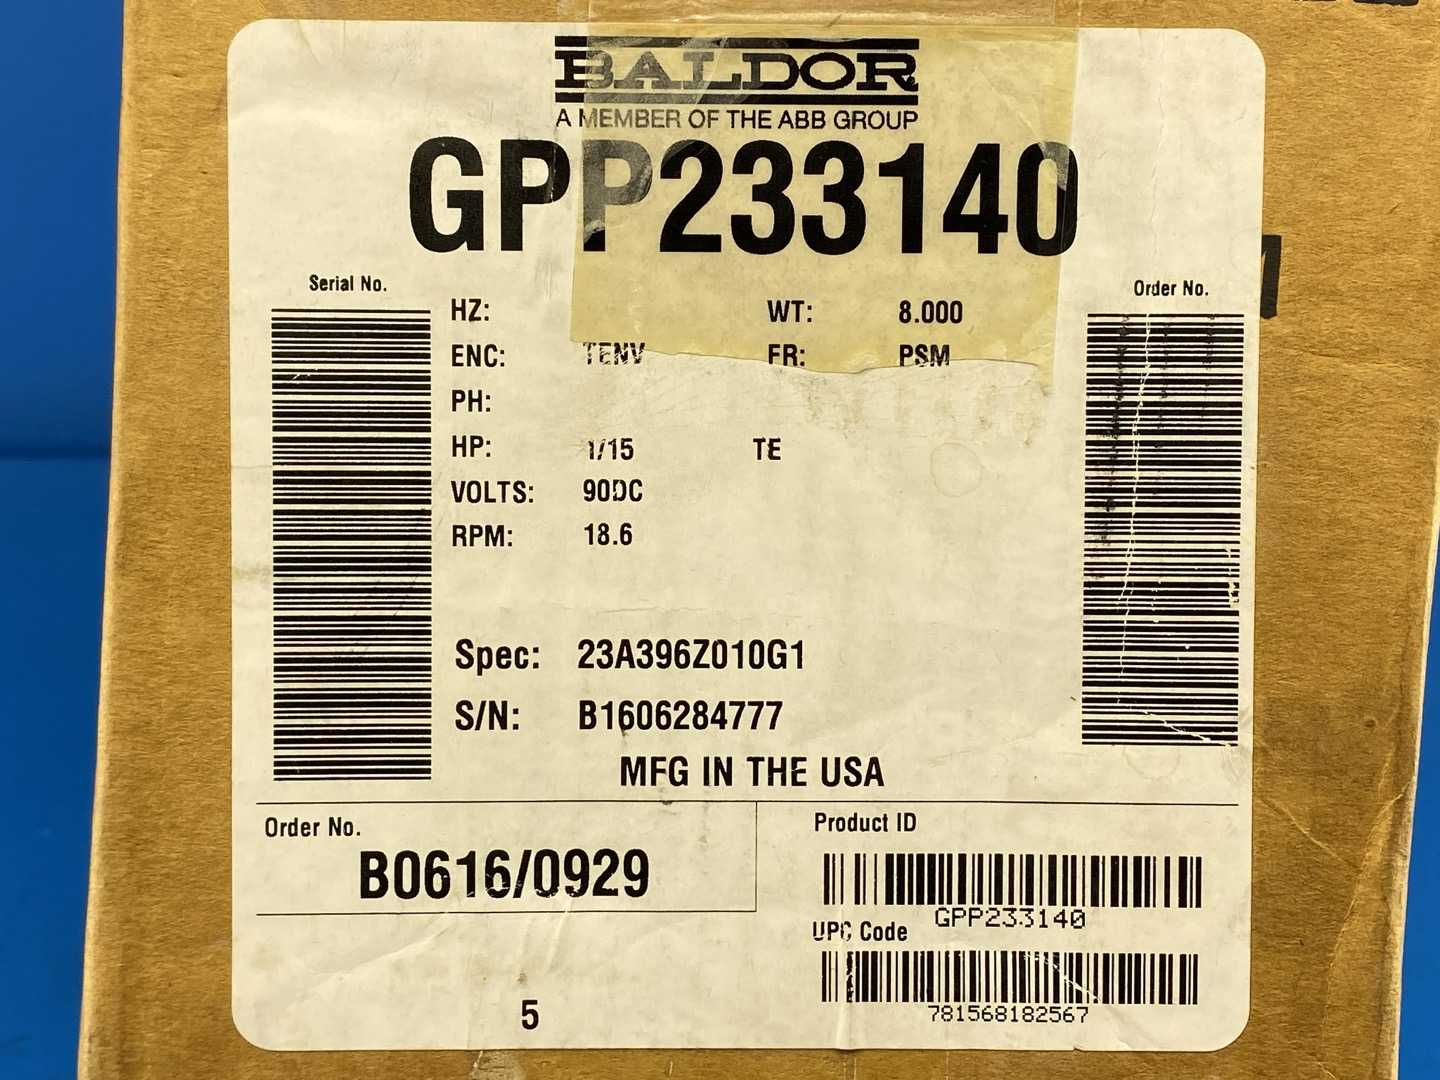 BALDOR
A MEMBER OF THE ABB GROUP
GPP233140
Serial No.
Order No.
HZ: WT: 8.000
ENC: TENV FR: PSM
PH:
HP: 1/15 TE
VOLTS: 90DC
RPM: 18.6
Spec: 23A396Z010G1
S/N: B1606284777
MFG IN THE USA
Order No.
B0616/0929
Product ID
GPP233140
UPC Code
781568182567
5